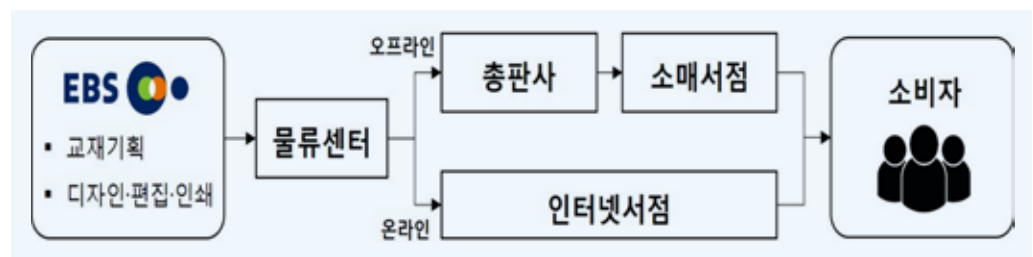 EBS
▪ 교재기획
▪ 디자인·편집·인쇄
물류센터
오프라인
총판사
소매서점
온라인
인터넷서점
소비자